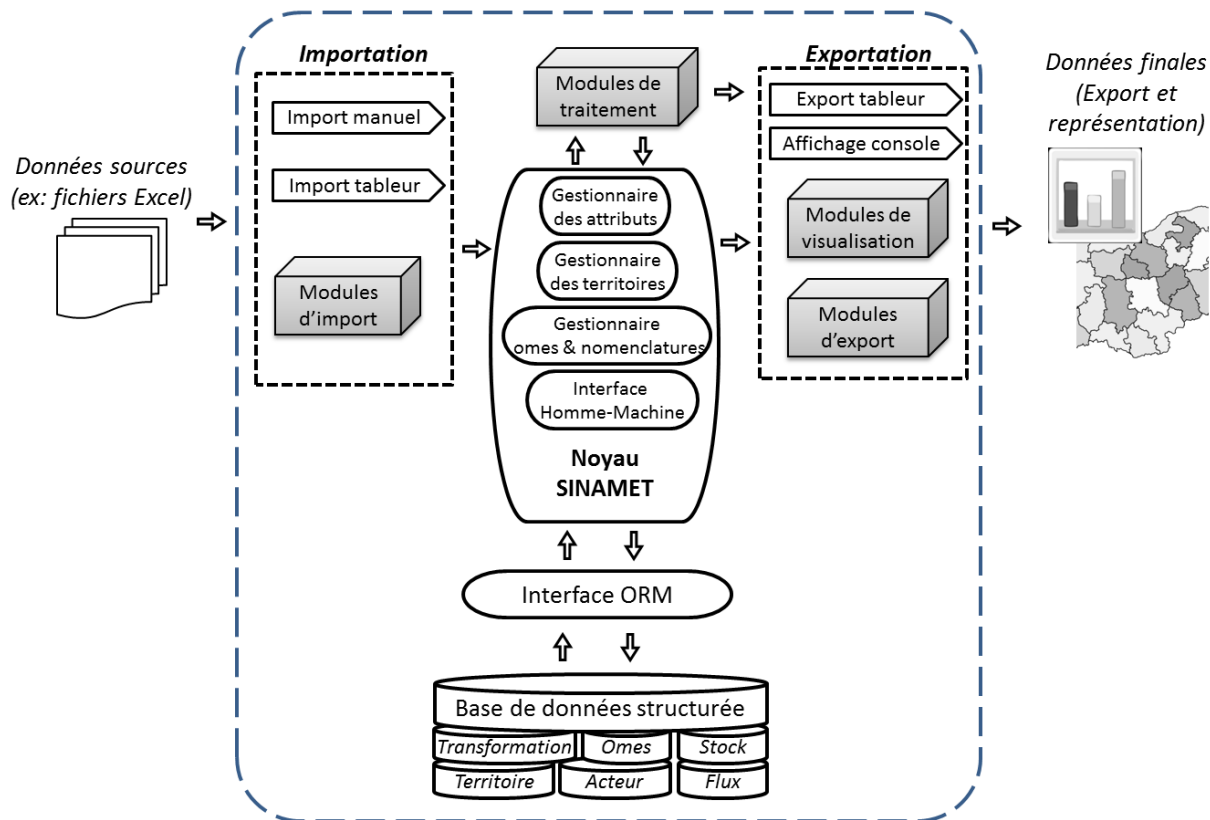 Données sources
(ex: fichiers Excel)
Importation
Import manuel
Import tableur
Modules
d’import
Modules de
traitement
Gestionnaire
des attributs
Gestionnaire
des territoires
Gestionnaire
omes & nomenclatures
Interface
Homme-Machine
Noyau
SINAMET
Interface ORM
Base de données structurée
Transformation
Omes
Stock
Territoire
Acteur
Flux
Exportation
Export tableur
Affichage console
Modules de
visualisation
Modules
d’export
Données finales
(Export et
représentation)